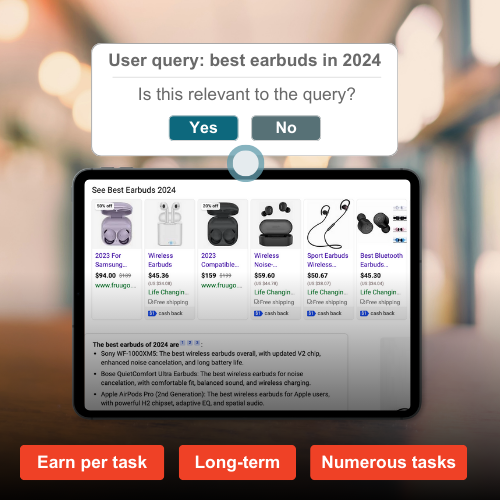 User query: best earbuds in 2024
Is this relevant to the query?
Yes No
See Best Earbuds 2024
50% off 20% off
2023 For Wireless 2023 Wireless Sport Earbuds Best Bluetooth
Samsung... Earbuds Compatible... Noise-... Wireless... Earbuds...
$94.00 $189 $45.36 $159 $59.60 $50.67 $45.30
www.fruugo.... Life Changin... www.fruugo.... Life Changin... Life Changin... Life Changin...
Free shipping Free shipping Free shipping Free shipping
$1 cash back $1 cash back $1 cash back $1 cash back
The best earbuds of 2024 are 1 2 3 :
• Sony WF-1000XM5: The best wireless earbuds overall, with updated V2 chip,
enhanced noise cancelation, and long battery life.
• Bose QuietComfort Ultra Earbuds: The best wireless earbuds for noise
cancelation, with comfortable fit, balanced sound, and wireless charging.
• Apple AirPods Pro (2nd Generation): The best wireless earbuds for Apple users,
with powerful H2 chipset, adaptive EQ, and spatial audio.
Earn per task Long-term Numerous tasks